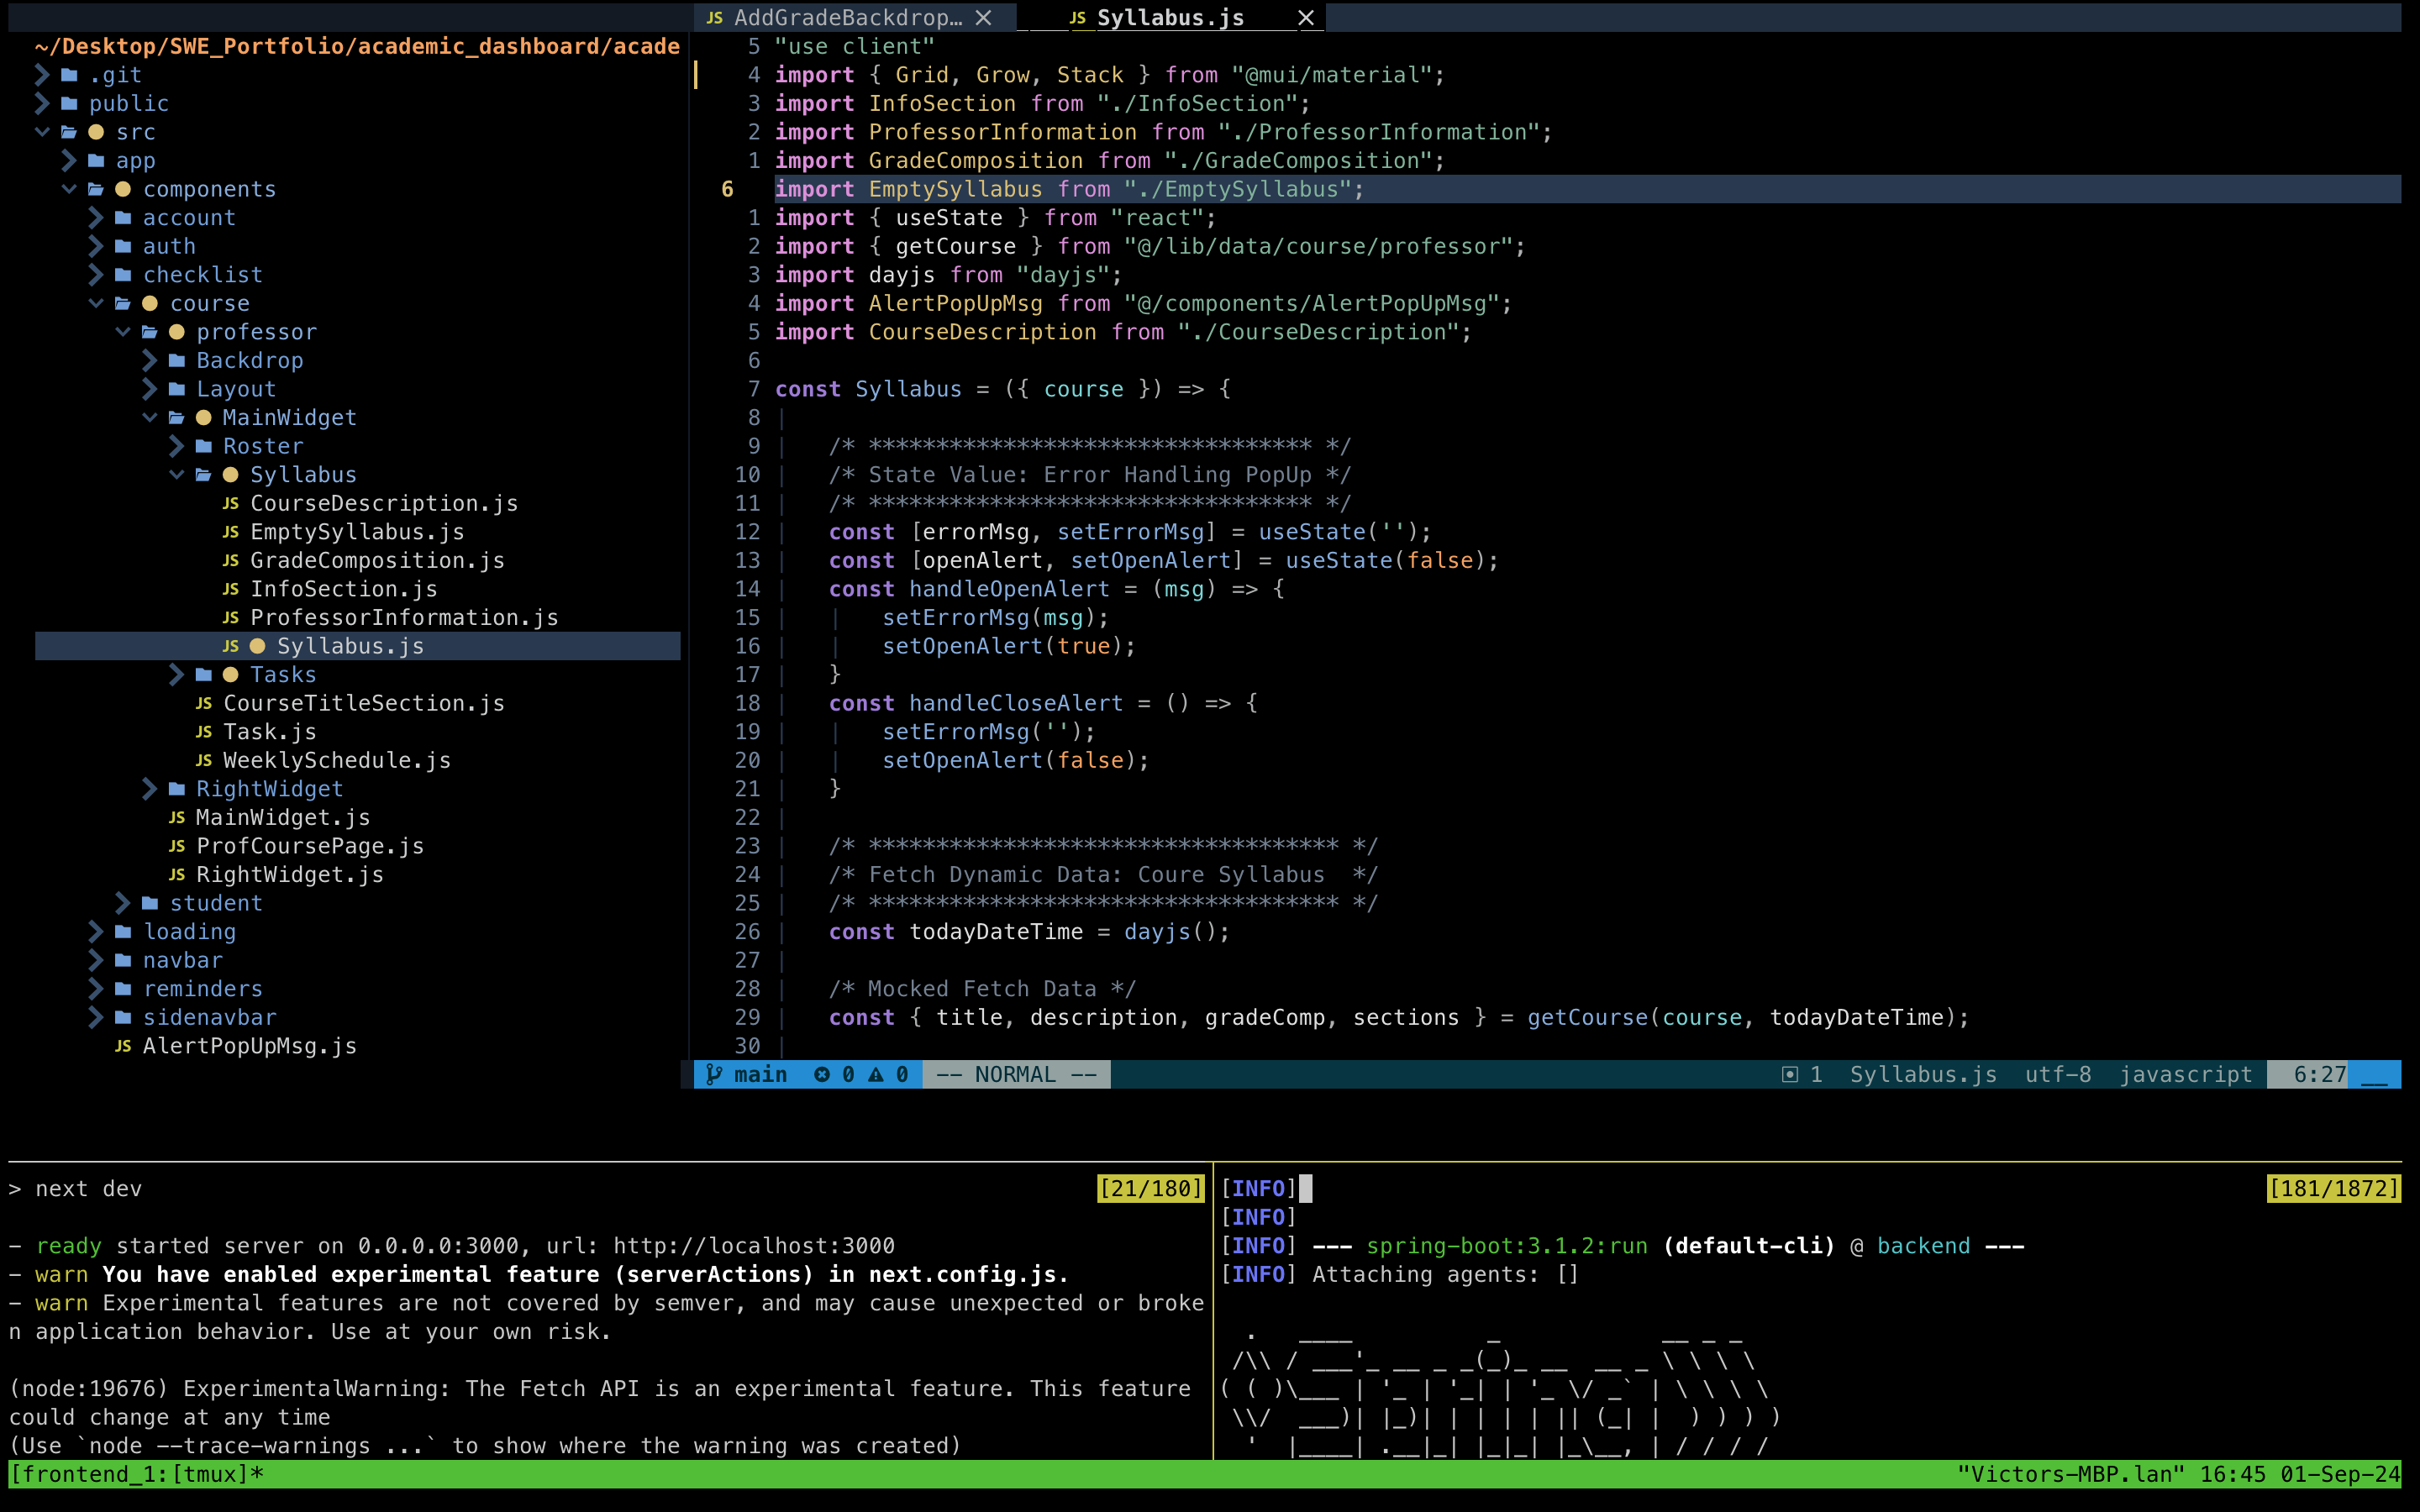 JS AddGradeBackdrop… ✕ JS Syllabus.js ✕
~/Desktop/SWE_Portfolio/academic_dashboard/acade
.git
public
src
app
components
account
auth
checklist
course
professor
Backdrop
Layout
MainWidget
Roster
Syllabus
JS CourseDescription.js
JS EmptySyllabus.js
JS GradeComposition.js
JS InfoSection.js
JS ProfessorInformation.js
JS Syllabus.js
Tasks
JS CourseTitleSection.js
JS Task.js
JS WeeklySchedule.js
RightWidget
JS MainWidget.js
JS ProfCoursePage.js
JS RightWidget.js
student
loading
navbar
reminders
sidenavbar
JS AlertPopUpMsg.js
5 "use client"
4 import { Grid, Grow, Stack } from "@mui/material";
3 import InfoSection from "./InfoSection";
2 import ProfessorInformation from "./ProfessorInformation";
1 import GradeComposition from "./GradeComposition";
6 import EmptySyllabus from "./EmptySyllabus";
1 import { useState } from "react";
2 import { getCourse } from "@/lib/data/course/professor";
3 import dayjs from "dayjs";
4 import AlertPopUpMsg from "@/components/AlertPopUpMsg";
5 import CourseDescription from "./CourseDescription";
6
7 const Syllabus = ({ course }) => {
8
9 /* ********************************* */
10 /* State Value: Error Handling PopUp */
11 /* ********************************* */
12 const [errorMsg, setErrorMsg] = useState('');
13 const [openAlert, setOpenAlert] = useState(false);
14 const handleOpenAlert = (msg) => {
15 setErrorMsg(msg);
16 setOpenAlert(true);
17 }
18 const handleCloseAlert = () => {
19 setErrorMsg('');
20 setOpenAlert(false);
21 }
22
23 /* *********************************** */
24 /* Fetch Dynamic Data: Coure Syllabus  */
25 /* *********************************** */
26 const todayDateTime = dayjs();
27
28 /* Mocked Fetch Data */
29 const { title, description, gradeComp, sections } = getCourse(course, todayDateTime);
30
main 0 0 -- NORMAL -- 1 Syllabus.js utf-8 javascript 6:27 __
> next dev [21/180]
- ready started server on 0.0.0.0:3000, url: http://localhost:3000
- warn You have enabled experimental feature (serverActions) in next.config.js.
- warn Experimental features are not covered by semver, and may cause unexpected or broke
n application behavior. Use at your own risk.
(node:19676) ExperimentalWarning: The Fetch API is an experimental feature. This feature
could change at any time
(Use `node --trace-warnings ...` to show where the warning was created)
[INFO] [181/1872]
[INFO]
[INFO] --- spring-boot:3.1.2:run (default-cli) @ backend ---
[INFO] Attaching agents: []
  .   ____          _            __ _ _
 /\\ / ___'_ __ _ _(_)_ __  __ _ \ \ \ \
( ( )\___ | '_ | '_| | '_ \/ _` | \ \ \ \
 \\/  ___)| |_)| | | | | || (_| |  ) ) ) )
  '  |____| .__|_| |_|_| |_\__, | / / / /
[frontend_1:[tmux]* "Victors-MBP.lan" 16:45 01-Sep-24